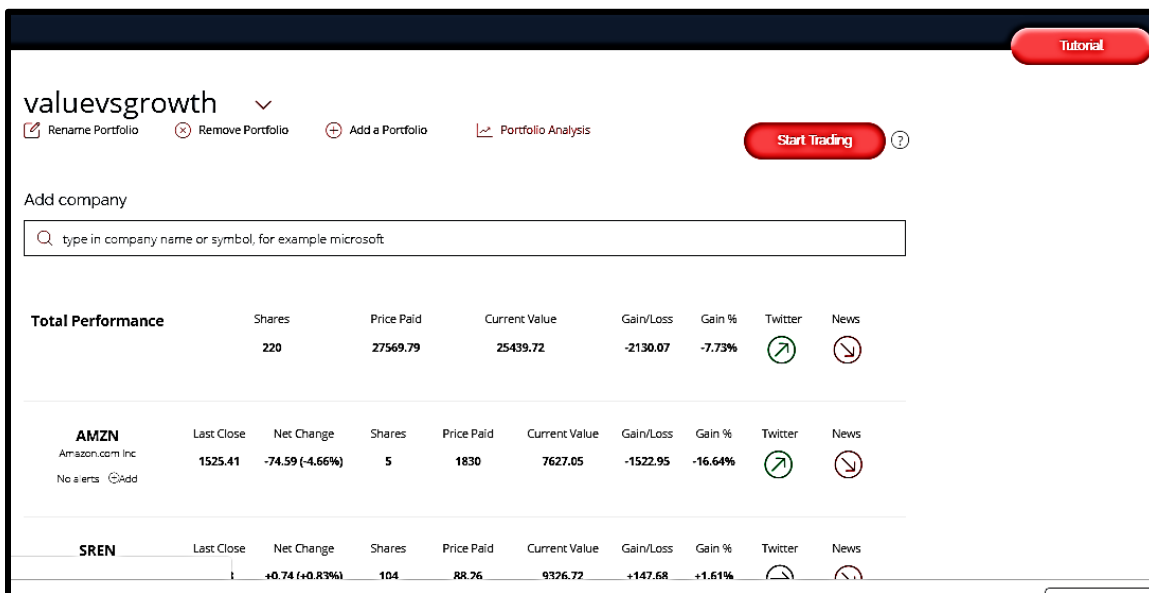 Tutorial
valuevsgrowth
Rename Portfolio Remove Portfolio Add a Portfolio Portfolio Analysis
Start Trading ?
Add company
type in company name or symbol, for example microsoft
Total Performance Shares Price Paid Current Value Gain/Loss Gain % Twitter News
220 27569.79 25439.72 -2130.07 -7.73%
AMZN Last Close Net Change Shares Price Paid Current Value Gain/Loss Gain % Twitter News
Amazon.com Inc 1525.41 -74.59 (-4.66%) 5 1830 7627.05 -1522.95 -16.64%
No alerts Add
SREN Last Close Net Change Shares Price Paid Current Value Gain/Loss Gain % Twitter News
+0.74 (+0.83%) 104 88.26 9326.72 +147.68 +1.61%